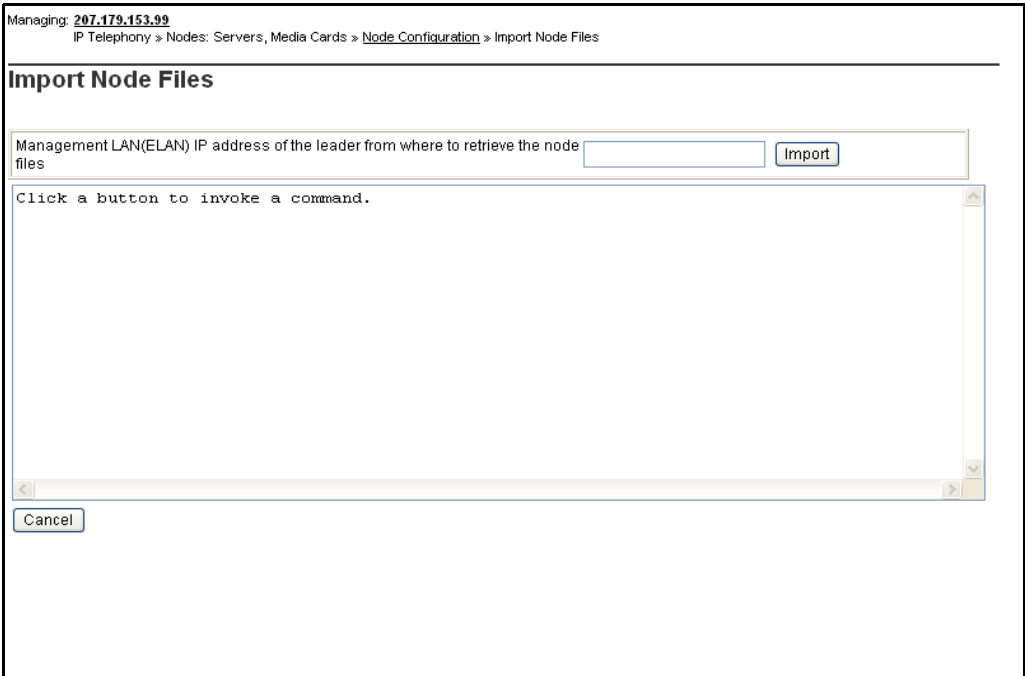 Managing: 207.179.153.99
IP Telephony » Nodes: Servers, Media Cards » Node Configuration » Import Node Files
Import Node Files
Management LAN(ELAN) IP address of the leader from where to retrieve the node
files
Import
Click a button to invoke a command.
Cancel